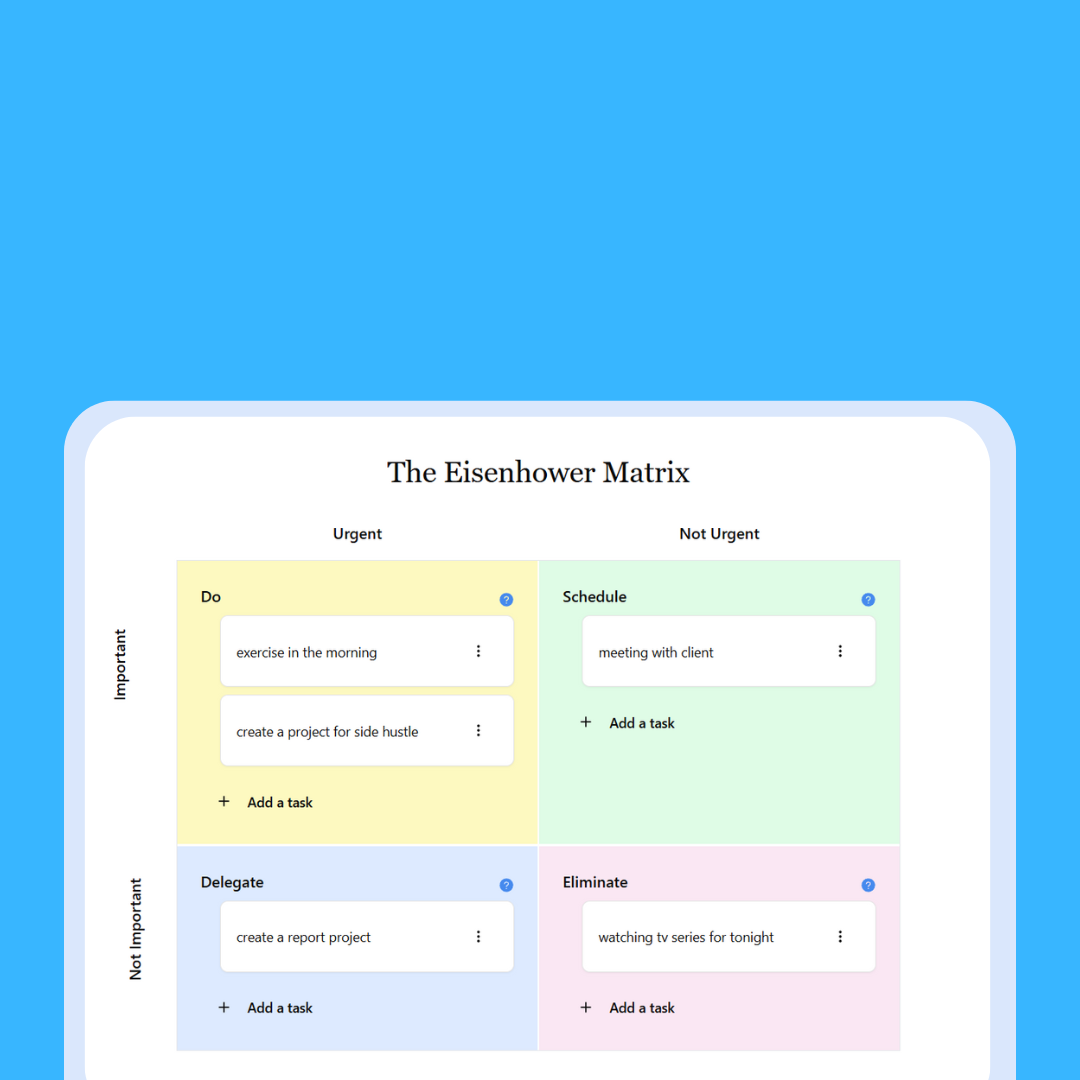 The Eisenhower Matrix
Urgent
Not Urgent
Important
Do
?
exercise in the morning
create a project for side hustle
+ Add a task
Schedule
?
meeting with client
+ Add a task
Not Important
Delegate
?
create a report project
+ Add a task
Eliminate
?
watching tv series for tonight
+ Add a task